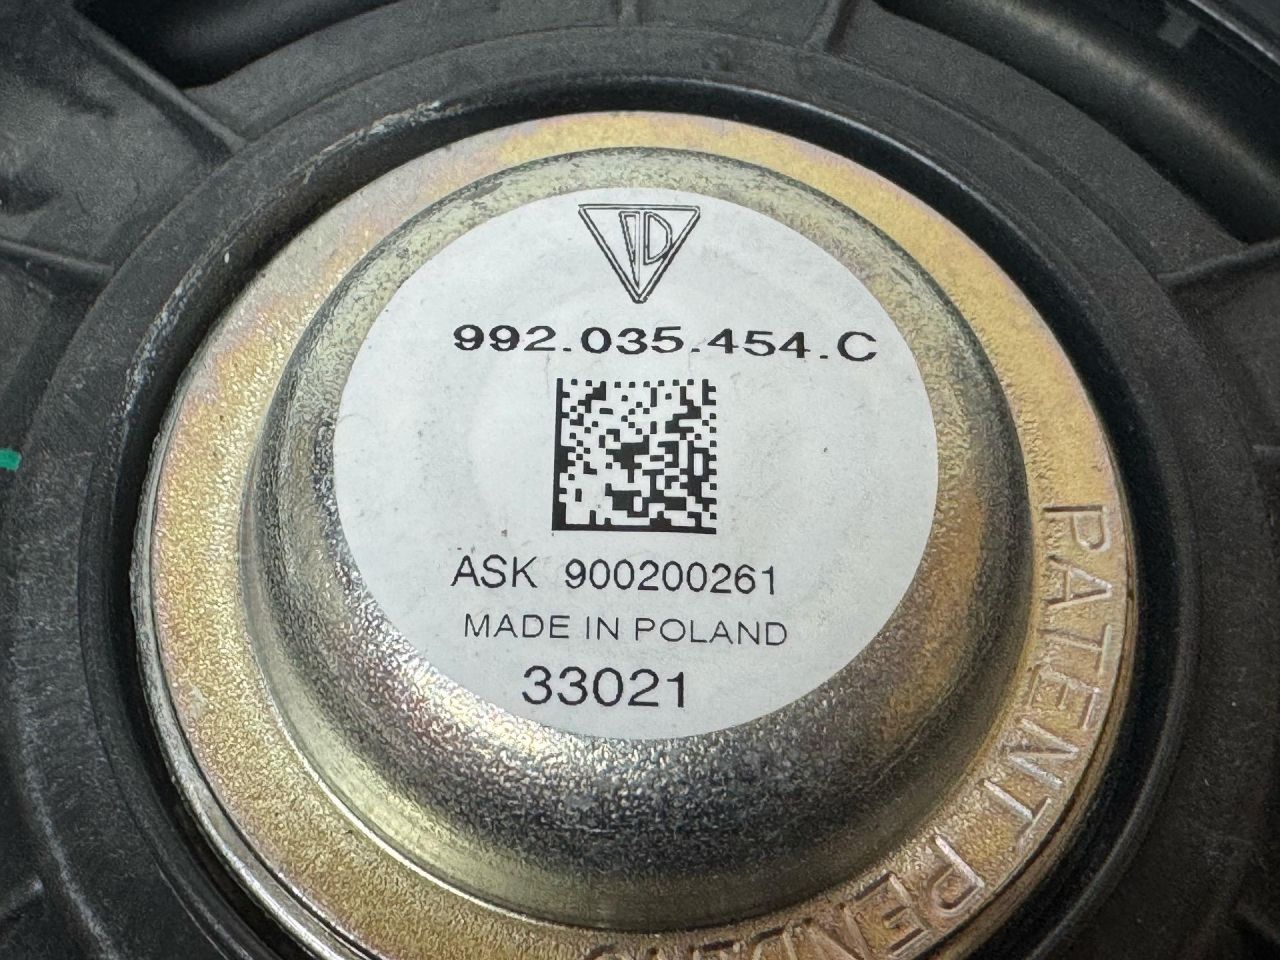 992.035.454.C
ASK 900200261
MADE IN POLAND
33021
PATENT